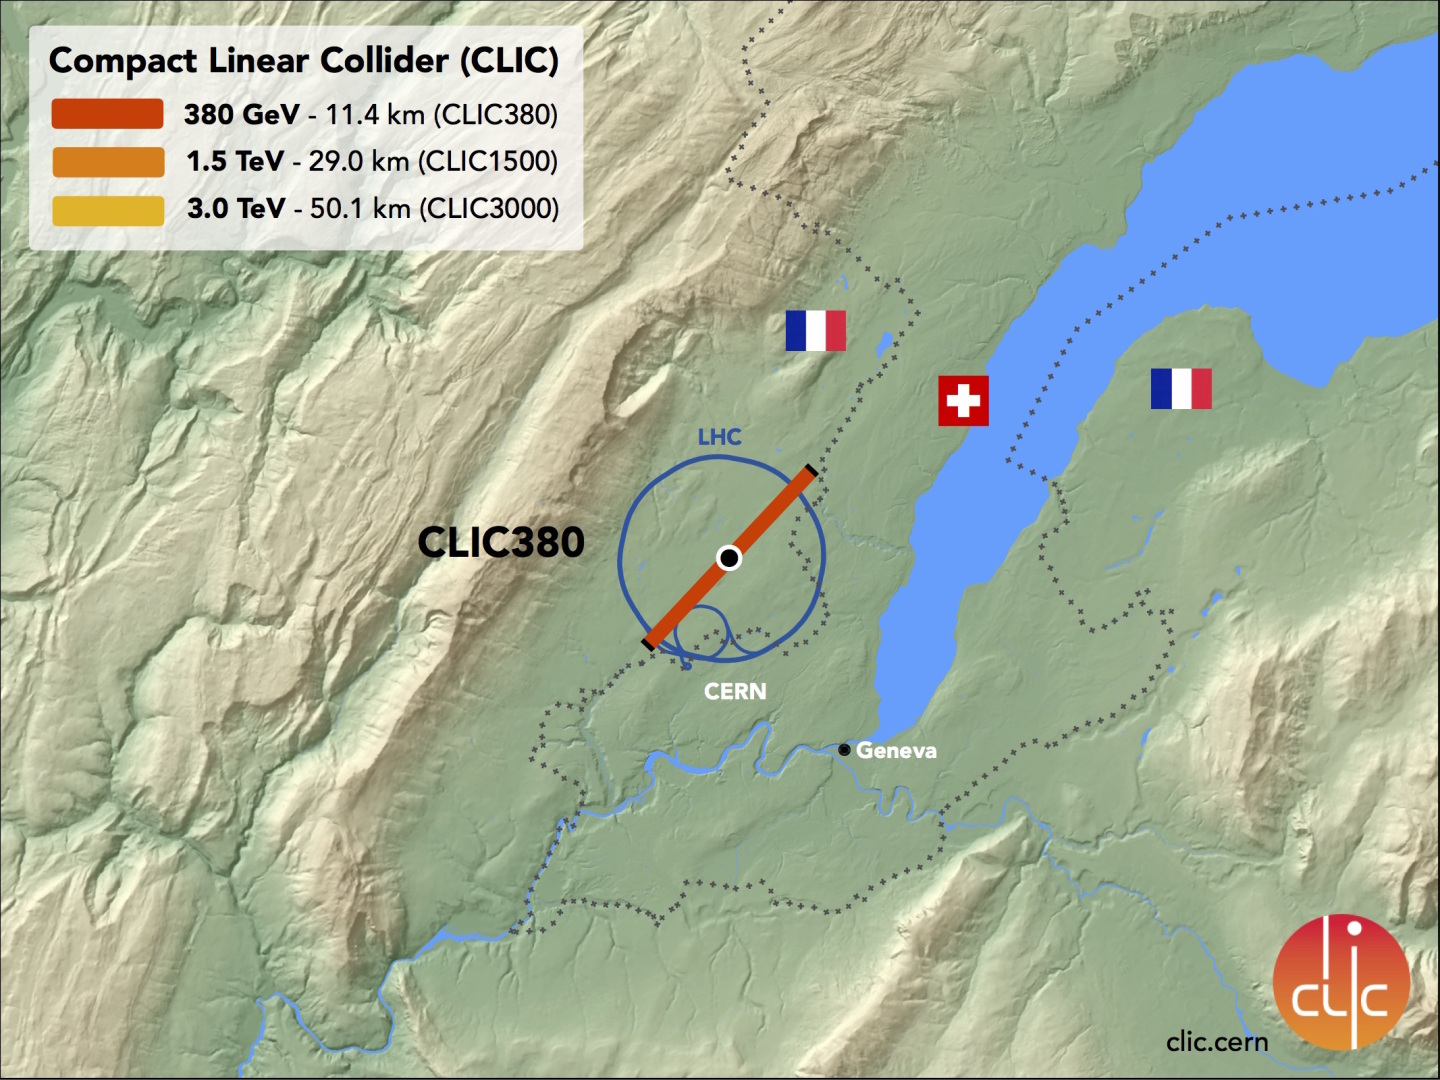 Compact Linear Collider (CLIC)
380 GeV - 11.4 km (CLIC380)
1.5 TeV - 29.0 km (CLIC1500)
3.0 TeV - 50.1 km (CLIC3000)
LHC
CLIC380
CERN
Geneva
clic
clic.cern